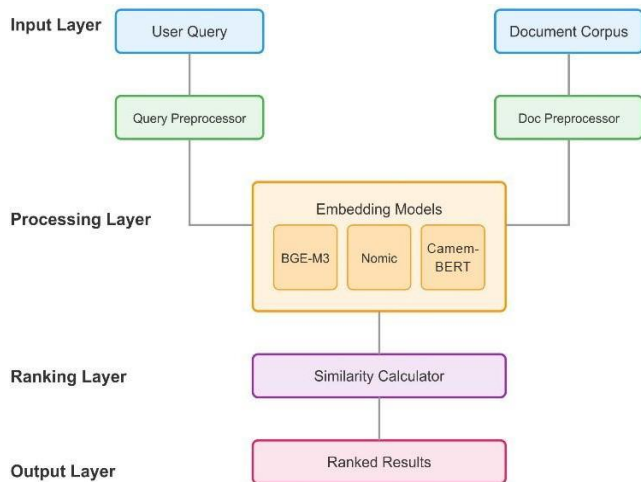 Input Layer
User Query
Document Corpus
Query Preprocessor
Doc Preprocessor
Processing Layer
Embedding Models
BGE-M3
Nomic
Camem-
BERT
Ranking Layer
Similarity Calculator
Output Layer
Ranked Results